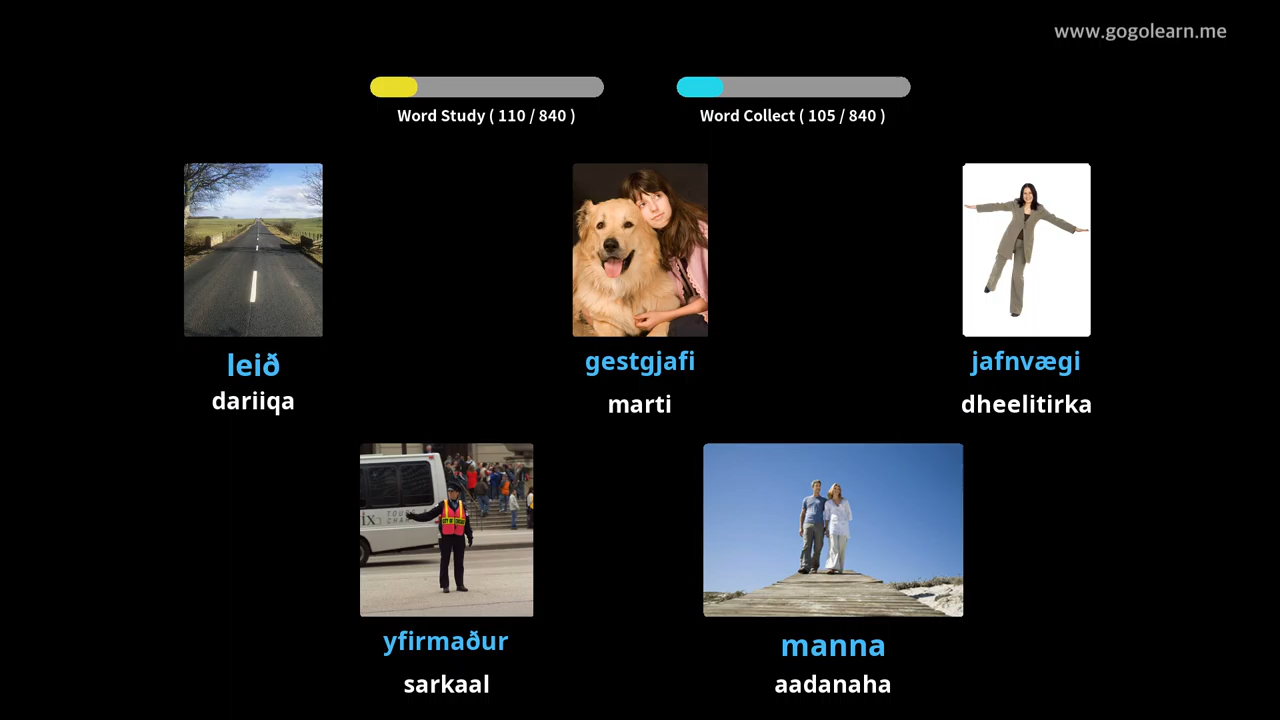 www.gogolearn.me
Word Study ( 110 / 840 )
Word Collect ( 105 / 840 )
leið
dariiqa
gestgjafi
marti
jafnvægi
dheelitirka
yfirmaður
sarkaal
manna
aadanaha